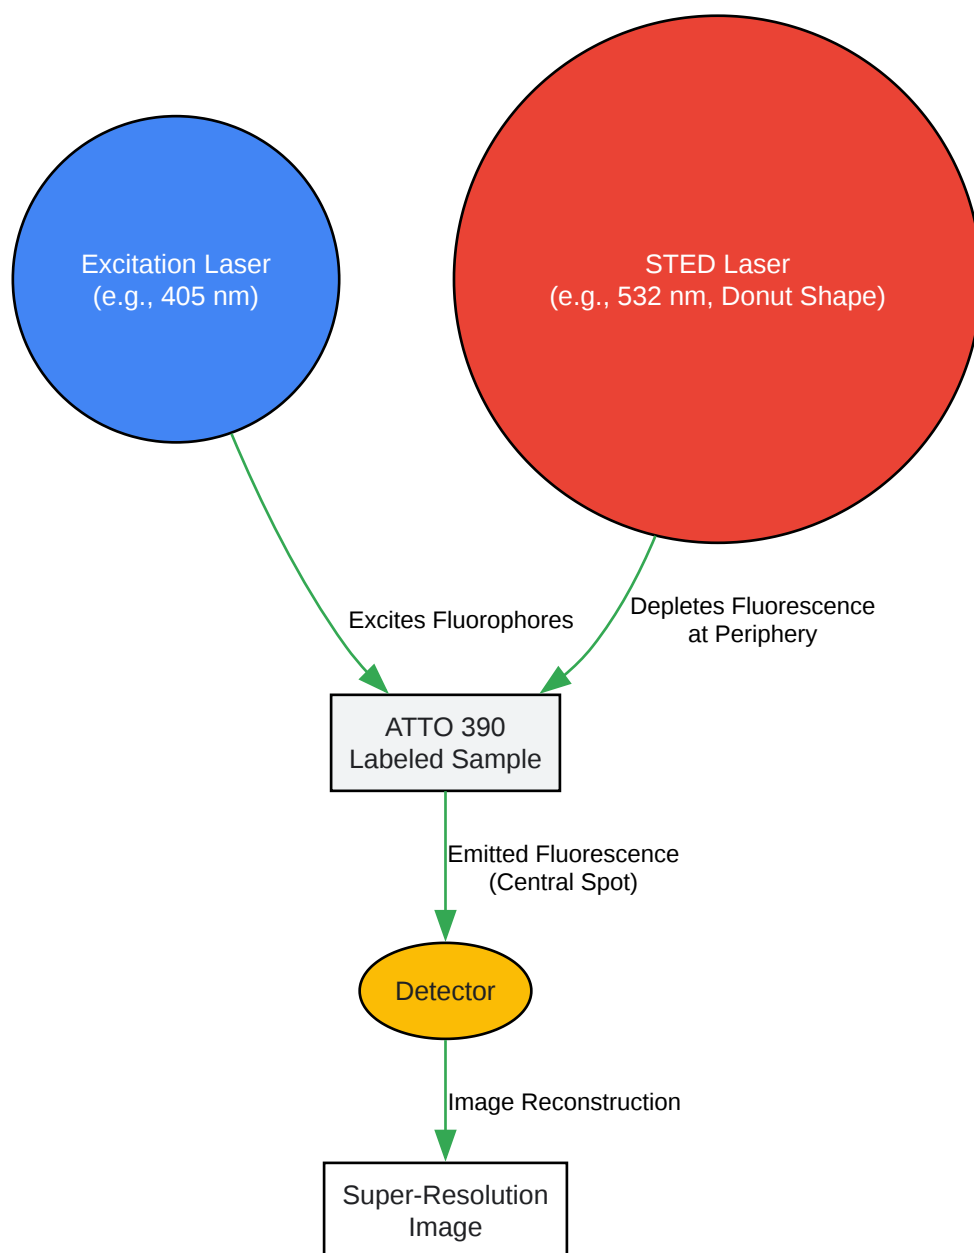 Excitation Laser
(e.g., 405 nm)
STED Laser
(e.g., 532 nm, Donut Shape)
Excites Fluorophores
Depletes Fluorescence
at Periphery
ATTO 390
Labeled Sample
Emitted Fluorescence
(Central Spot)
Detector
Image Reconstruction
Super-Resolution
Image